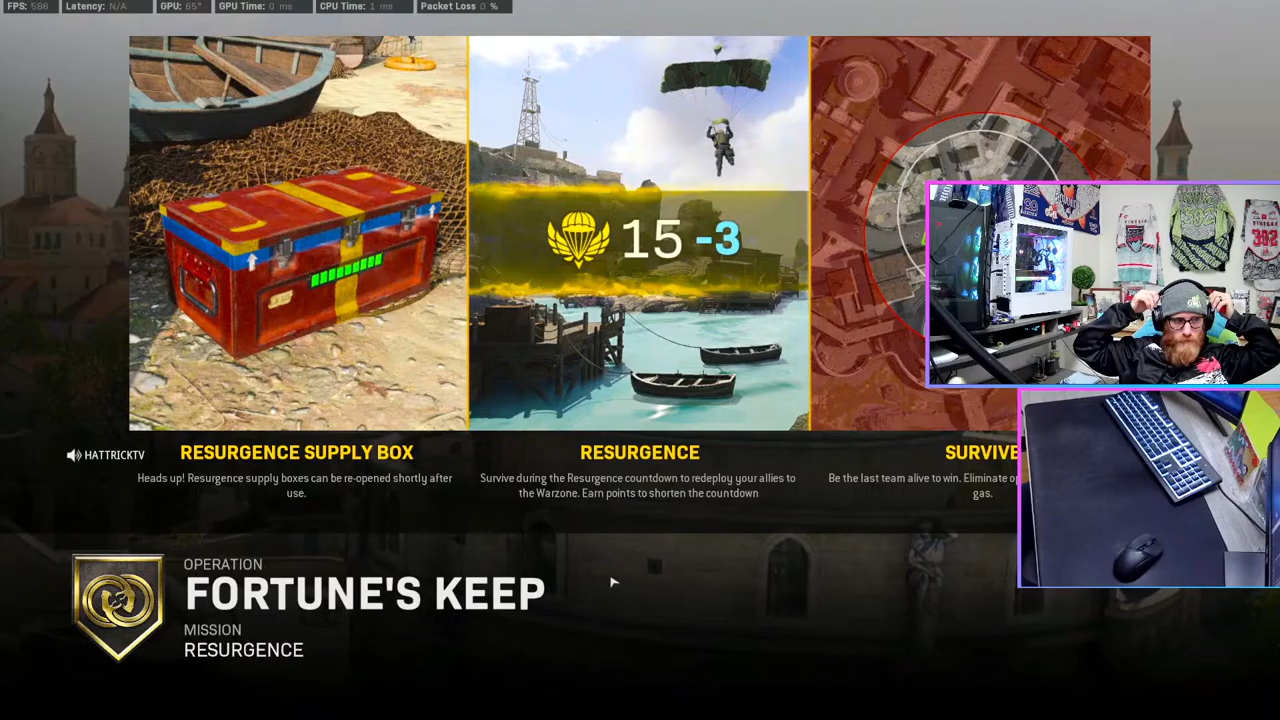 FPS: 586 Latency: N/A GPU: 65° GPU Time: 0 ms CPU Time: 1 ms Packet Loss 0 %
15 -3
HATTRICKTV
RESURGENCE SUPPLY BOX
Heads up! Resurgence supply boxes can be re-opened shortly after
use.
RESURGENCE
Survive during the Resurgence countdown to redeploy your allies to
the Warzone. Earn points to shorten the countdown
SURVIVE
Be the last team alive to win. Eliminate op
gas.
OPERATION
FORTUNE'S KEEP
MISSION
RESURGENCE